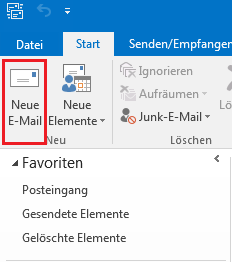 Datei Start Senden/Empfangen
Neue
E-Mail
Neue
Elemente
Neu
Ignorieren
Aufräumen
Junk-E-Mail
Löschen
Favoriten
Posteingang
Gesendete Elemente
Gelöschte Elemente